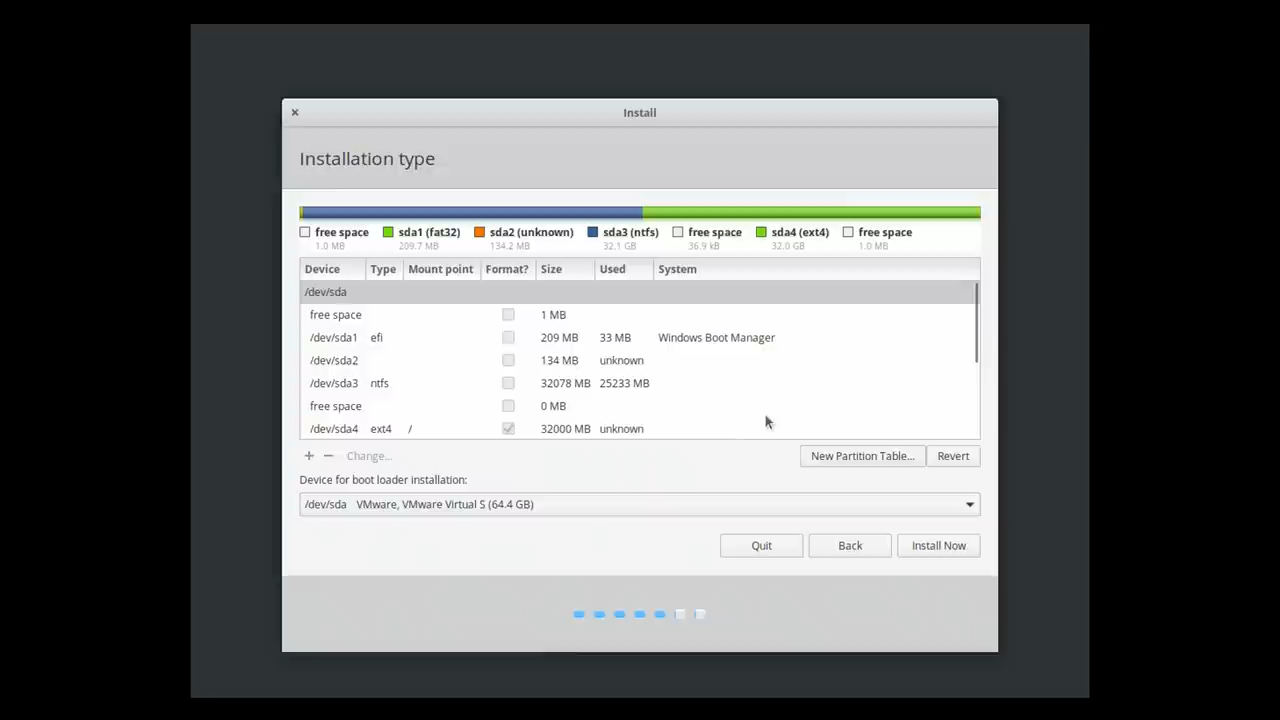 × Install
Installation type
free space sda1 (fat32) sda2 (unknown) sda3 (ntfs) free space sda4 (ext4) free space
1.0 MB 209.7 MB 134.2 MB 32.1 GB 36.9 kB 32.0 GB 1.0 MB
Device Type Mount point Format? Size Used System
/dev/sda
free space 1 MB
/dev/sda1 efi 209 MB 33 MB Windows Boot Manager
/dev/sda2 134 MB unknown
/dev/sda3 ntfs 32078 MB 25233 MB
free space 0 MB
/dev/sda4 ext4 / 32000 MB unknown
+ − Change... New Partition Table... Revert
Device for boot loader installation:
/dev/sda VMware, VMware Virtual S (64.4 GB)
Quit Back Install Now